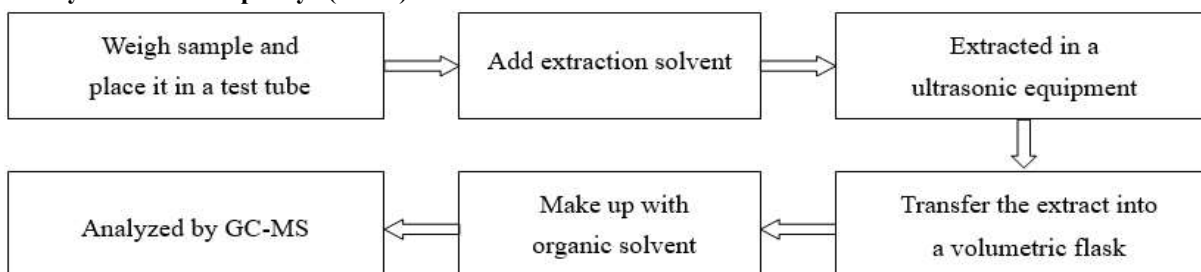 Weigh sample and
place it in a test tube
Add extraction solvent
Extracted in a
ultrasonic equipment
Transfer the extract into
a volumetric flask
Make up with
organic solvent
Analyzed by GC-MS